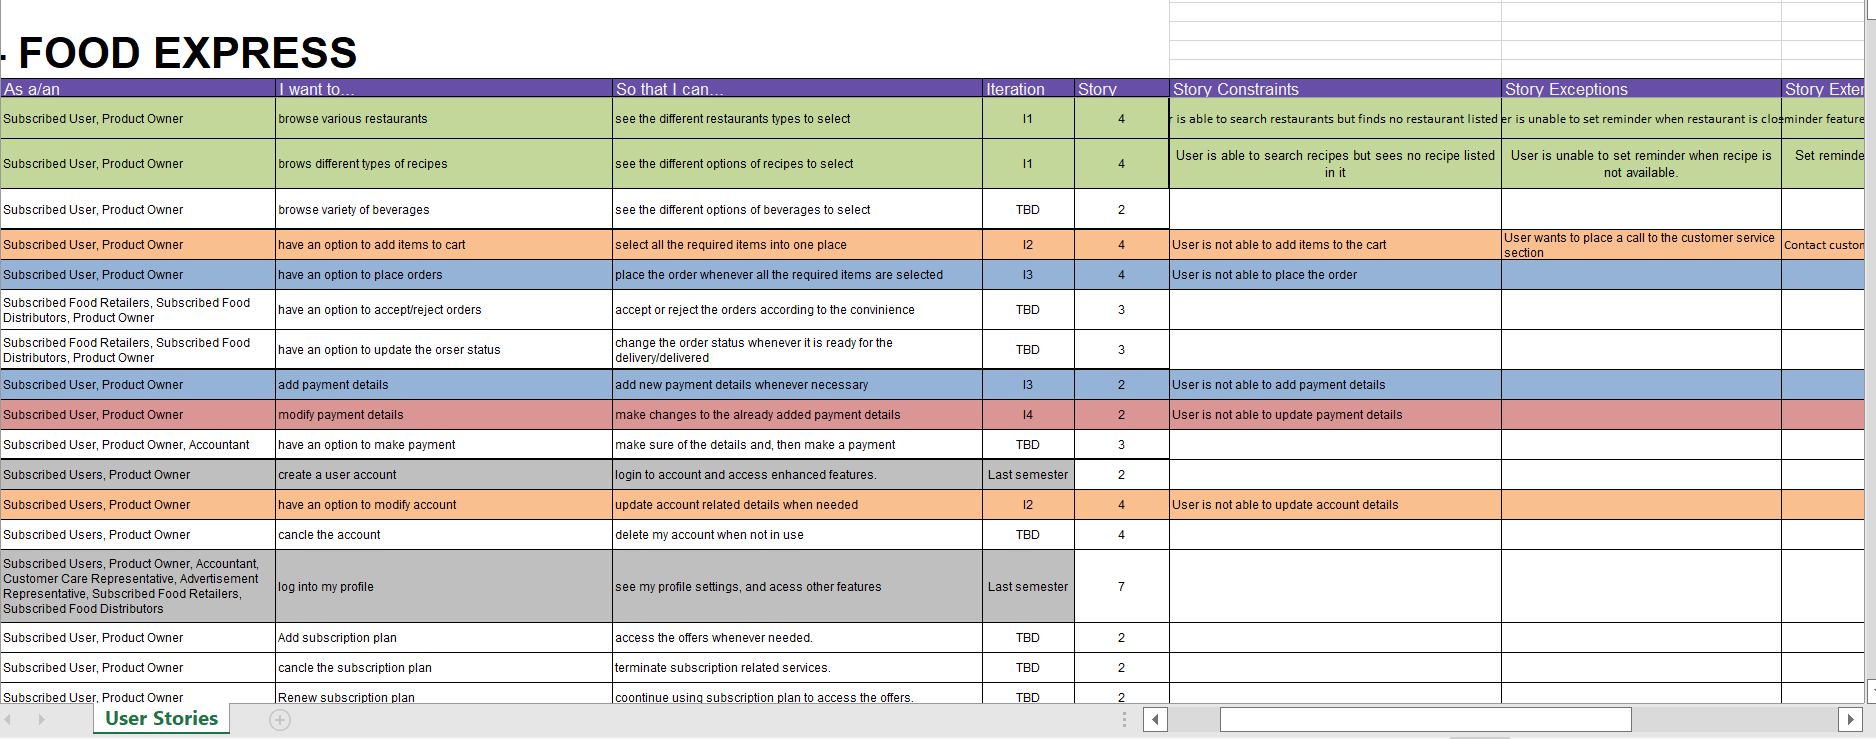 - FOOD EXPRESS
As a/an I want to... So that I can... Iteration Story Story Constraints Story Exceptions Story Exter
Subscribed User, Product Owner browse various restaurants see the different restaurants types to select I1 4 r is able to search restaurants but finds no restaurant listed er is unable to set reminder when restaurant is clo minder feature
Subscribed User, Product Owner brows different types of recipes see the different options of recipes to select I1 4 User is able to search recipes but sees no recipe listed User is unable to set reminder when recipe is Set reminde
in it not available.
Subscribed User, Product Owner browse variety of beverages see the different options of beverages to select TBD 2
Subscribed User, Product Owner have an option to add items to cart select all the required items into one place I2 4 User is not able to add items to the cart User wants to place a call to the customer service Contact custon
section
Subscribed User, Product Owner have an option to place orders place the order whenever all the required items are selected I3 4 User is not able to place the order
Subscribed Food Retailers, Subscribed Food
Distributors, Product Owner have an option to accept/reject orders accept or reject the orders according to the convinience TBD 3
Subscribed Food Retailers, Subscribed Food
Distributors, Product Owner have an option to update the orser status change the order status whenever it is ready for the
delivery/delivered TBD 3
Subscribed User, Product Owner add payment details add new payment details whenever necessary I3 2 User is not able to add payment details
Subscribed User, Product Owner modify payment details make changes to the already added payment details I4 2 User is not able to update payment details
Subscribed User, Product Owner, Accountant have an option to make payment make sure of the details and, then make a payment TBD 3
Subscribed Users, Product Owner create a user account login to account and access enhanced features. Last semester 2
Subscribed Users, Product Owner have an option to modify account update account related details when needed I2 4 User is not able to update account details
Subscribed Users, Product Owner cancle the account delete my account when not in use TBD 4
Subscribed Users, Product Owner, Accountant,
Customer Care Representative, Advertisement
Representative, Subscribed Food Retailers,
Subscribed Food Distributors log into my profile see my profile settings, and acess other features Last semester 7
Subscribed User, Product Owner Add subscription plan access the offers whenever needed. TBD 2
Subscribed User, Product Owner cancle the subscription plan terminate subscription related services. TBD 2
Subscribed User, Product Owner Renew subscription plan coontinue using subscription plan to access the offers. TBD 2
User Stories